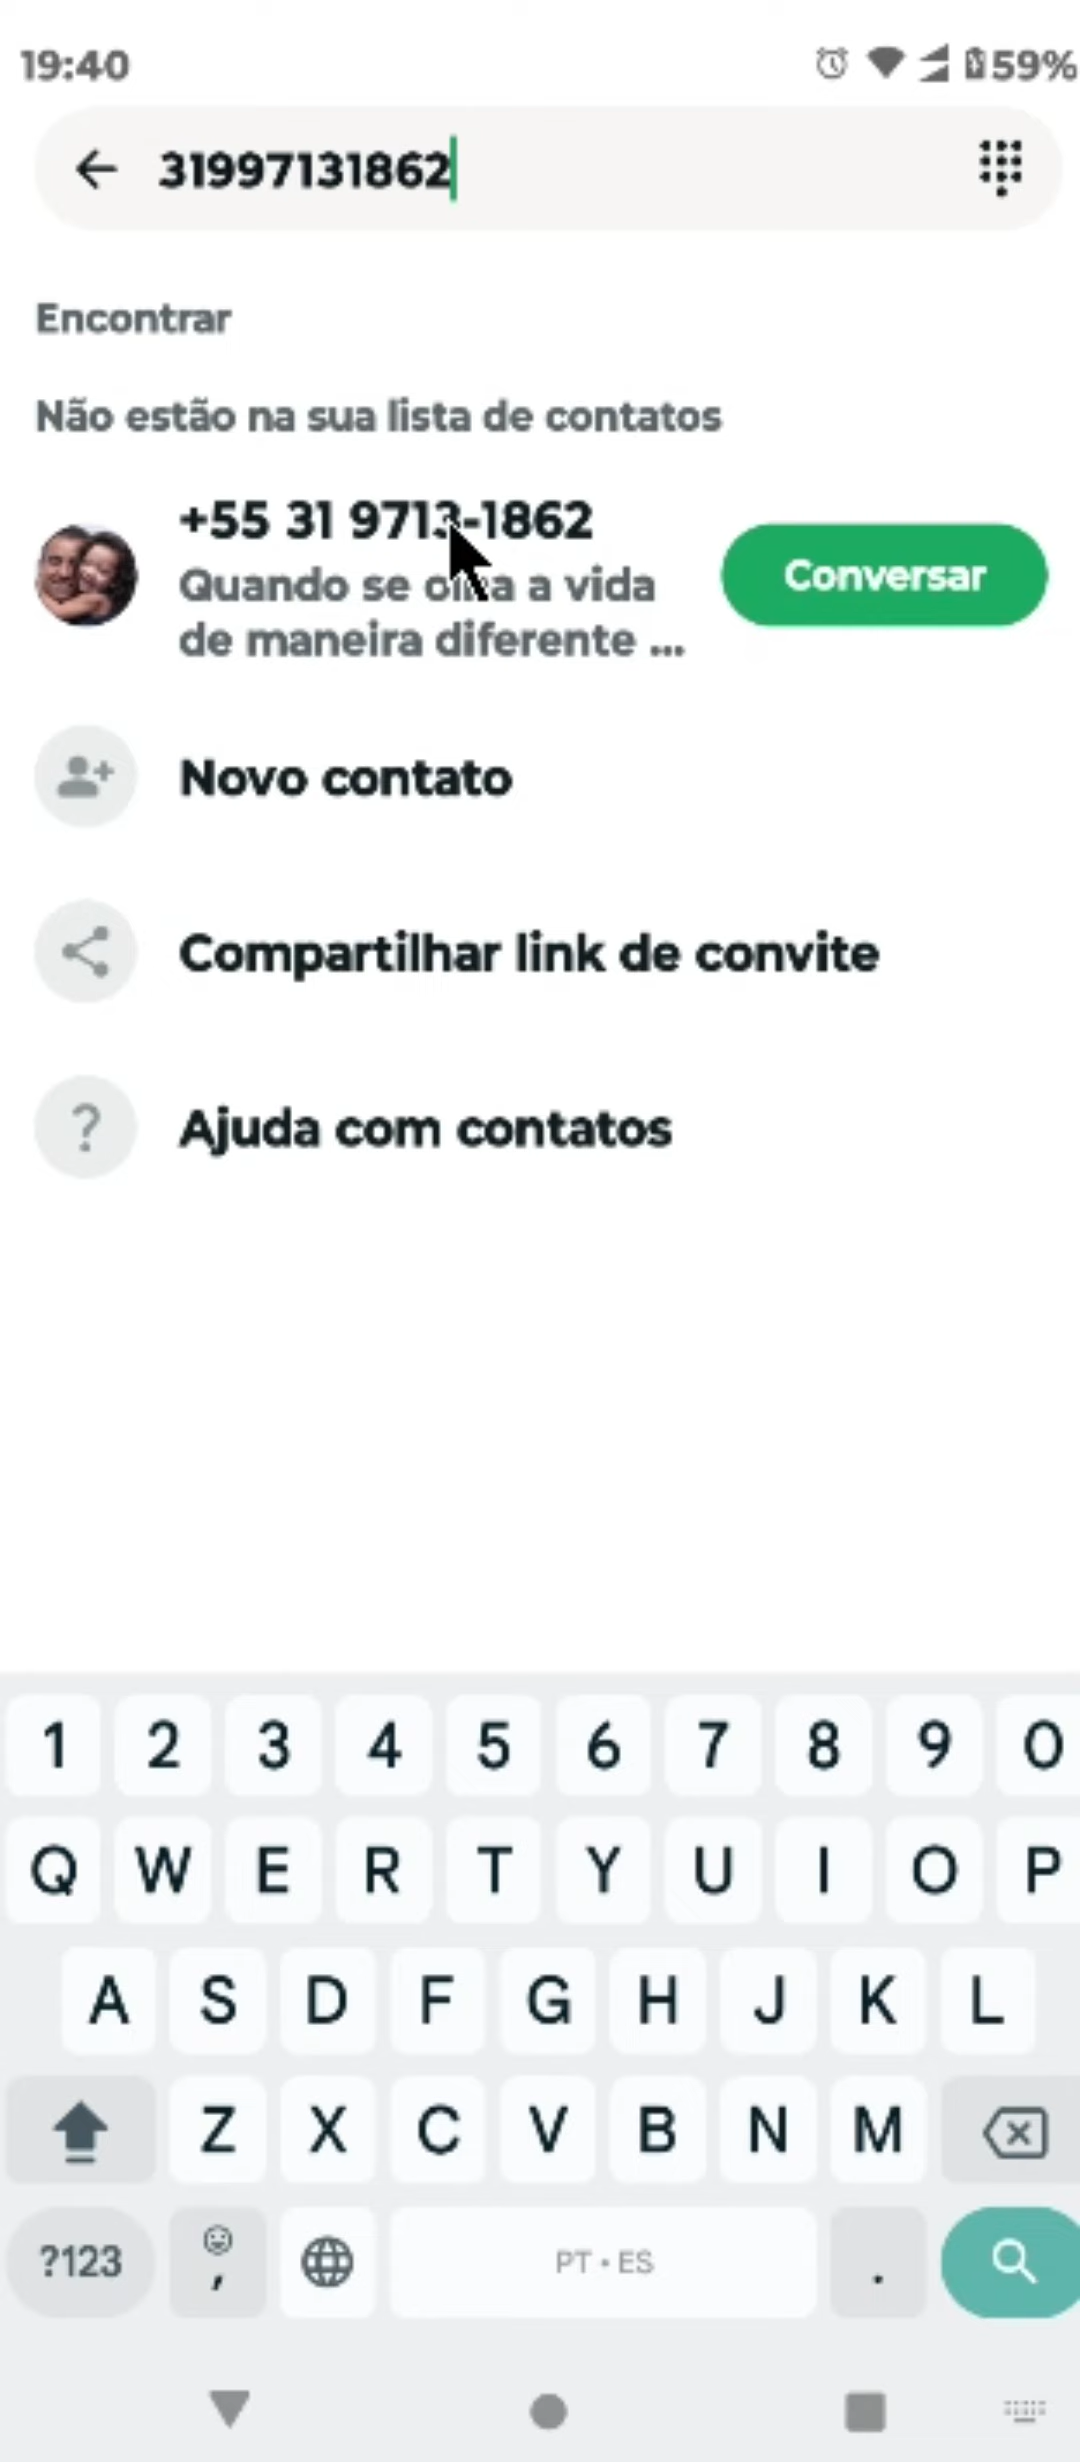 19:40
59%
31997131862
Encontrar
Não estão na sua lista de contatos
+55 31 9713-1862
Quando se olha a vida
de maneira diferente ...
Conversar
Novo contato
Compartilhar link de convite
? Ajuda com contatos
1 2 3 4 5 6 7 8 9 0
Q W E R T Y U I O P
A S D F G H J K L
Z X C V B N M
?123 , PT • ES .